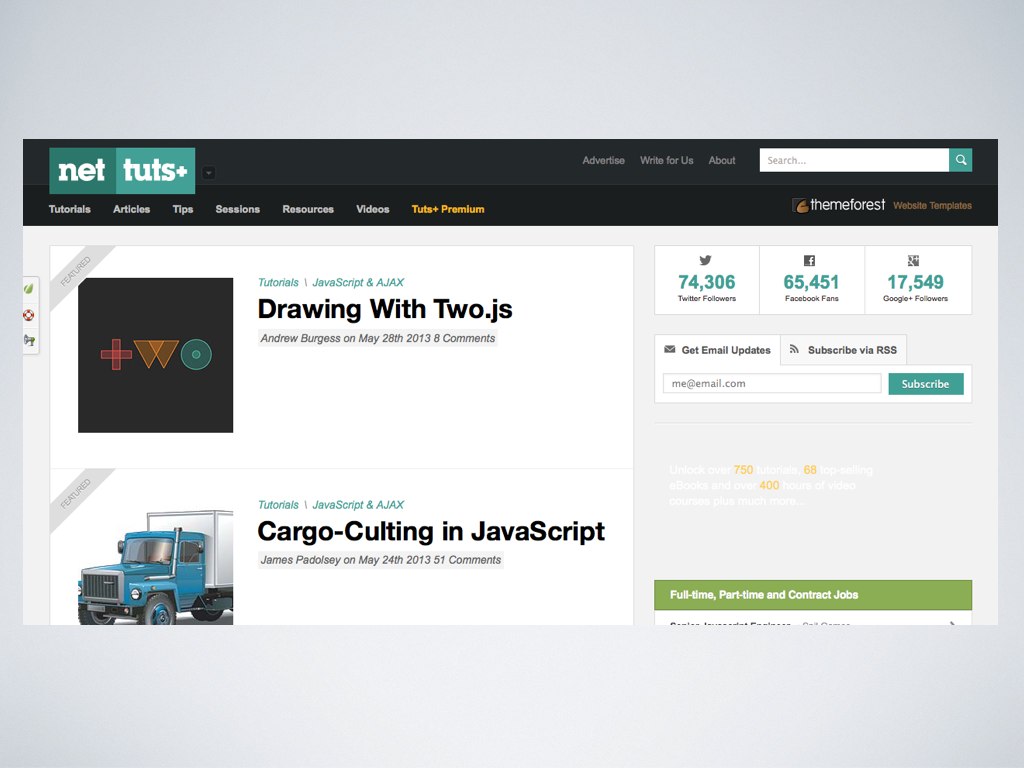 net tuts+
Advertise Write for Us About
Search...
Tutorials Articles Tips Sessions Resources Videos Tuts+ Premium
themeforest Website Templates
FEATURED
Tutorials \ JavaScript & AJAX
Drawing With Two.js
Andrew Burgess on May 28th 2013 8 Comments
FEATURED
Tutorials \ JavaScript & AJAX
Cargo-Culting in JavaScript
James Padolsey on May 24th 2013 51 Comments
74,306 65,451 17,549
Twitter Followers Facebook Fans Google+ Followers
Get Email Updates Subscribe via RSS
me@email.com Subscribe
Unlock over 750 tutorials, 68 top-selling
eBooks and over 400 hours of video
courses plus much more...
Full-time, Part-time and Contract Jobs
Senior Javascript Engineer